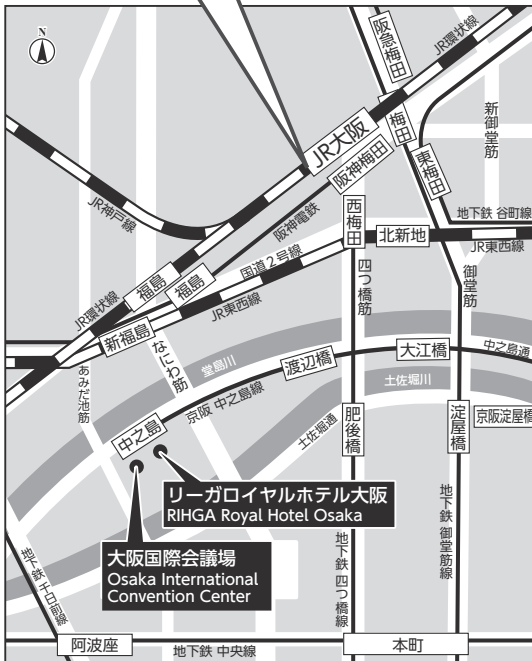 N
阪急梅田
JR環状線
JR大阪
梅田
新御堂筋
阪神梅田
東梅田
JR神戸線
阪神電鉄
西梅田
地下鉄 谷町線
北新地
JR東西線
国道2号線
福島
福島
四つ橋筋
御堂筋
JR環状線
JR東西線
新福島
なにわ筋
あみだ池筋
堂島川
渡辺橋
大江橋
中之島通
京阪 中之島線
土佐堀川
中之島
土佐堀通
肥後橋
淀屋橋
京阪淀屋橋
リーガロイヤルホテル大阪
RIHGA Royal Hotel Osaka
大阪国際会議場
Osaka International
Convention Center
地下鉄 千日前線
地下鉄 四つ橋線
地下鉄 御堂筋線
阿波座
地下鉄 中央線
本町